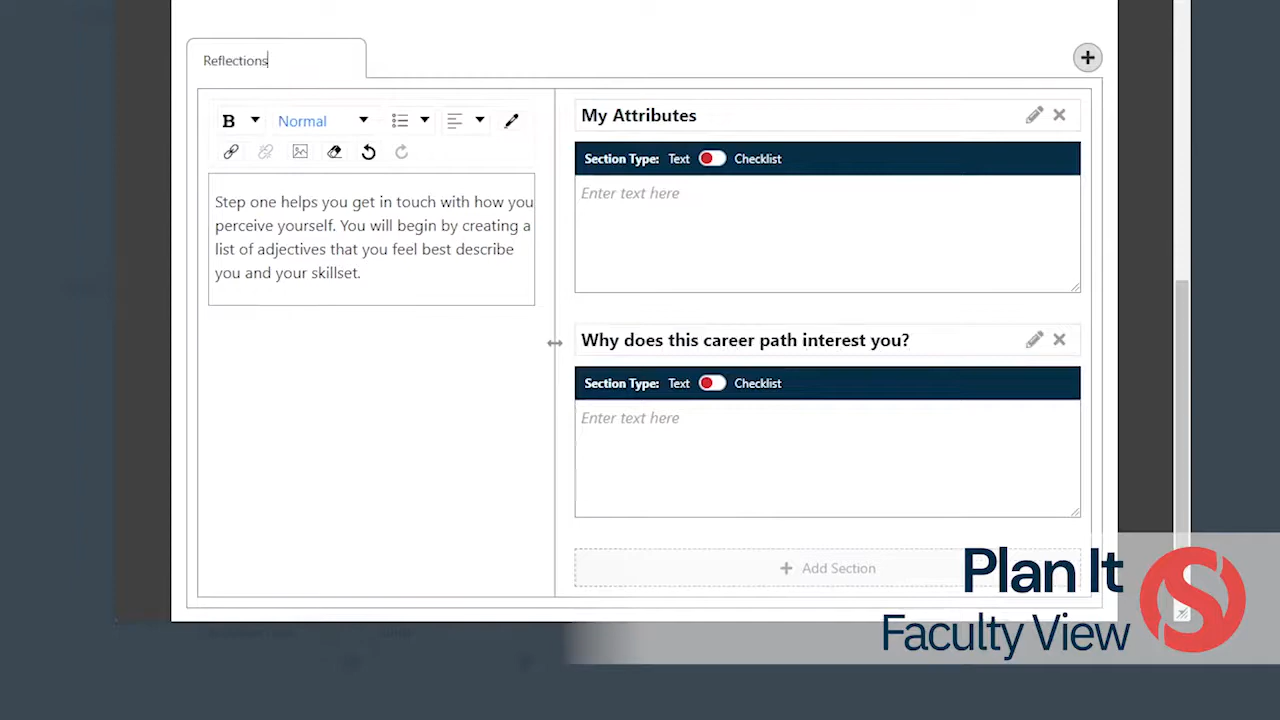 Reflections
B
Normal
Step one helps you get in touch with how you
perceive yourself. You will begin by creating a
list of adjectives that you feel best describe
you and your skillset.
My Attributes
Section Type: Text Checklist
Enter text here
Why does this career path interest you?
Section Type: Text Checklist
Enter text here
+ Add Section
Plan It
Faculty View
S